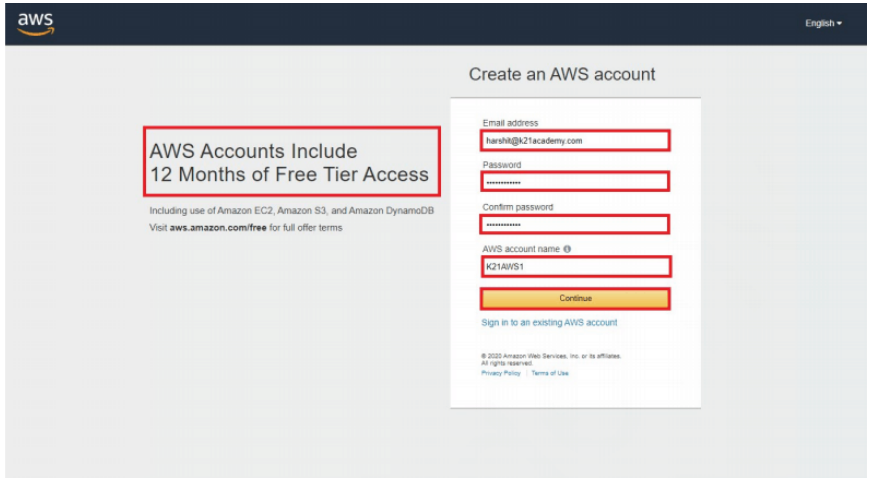 aws
English
Create an AWS account
AWS Accounts Include
12 Months of Free Tier Access
Including use of Amazon EC2, Amazon S3, and Amazon DynamoDB
Visit aws.amazon.com/free for full offer terms
Email address
harshit@k21academy.com
Password
••••••••••••
Confirm password
••••••••••••
AWS account name
K21AWS1
Continue
Sign in to an existing AWS account
© 2020 Amazon Web Services, Inc. or its affiliates.
All rights reserved.
Privacy Policy | Terms of Use